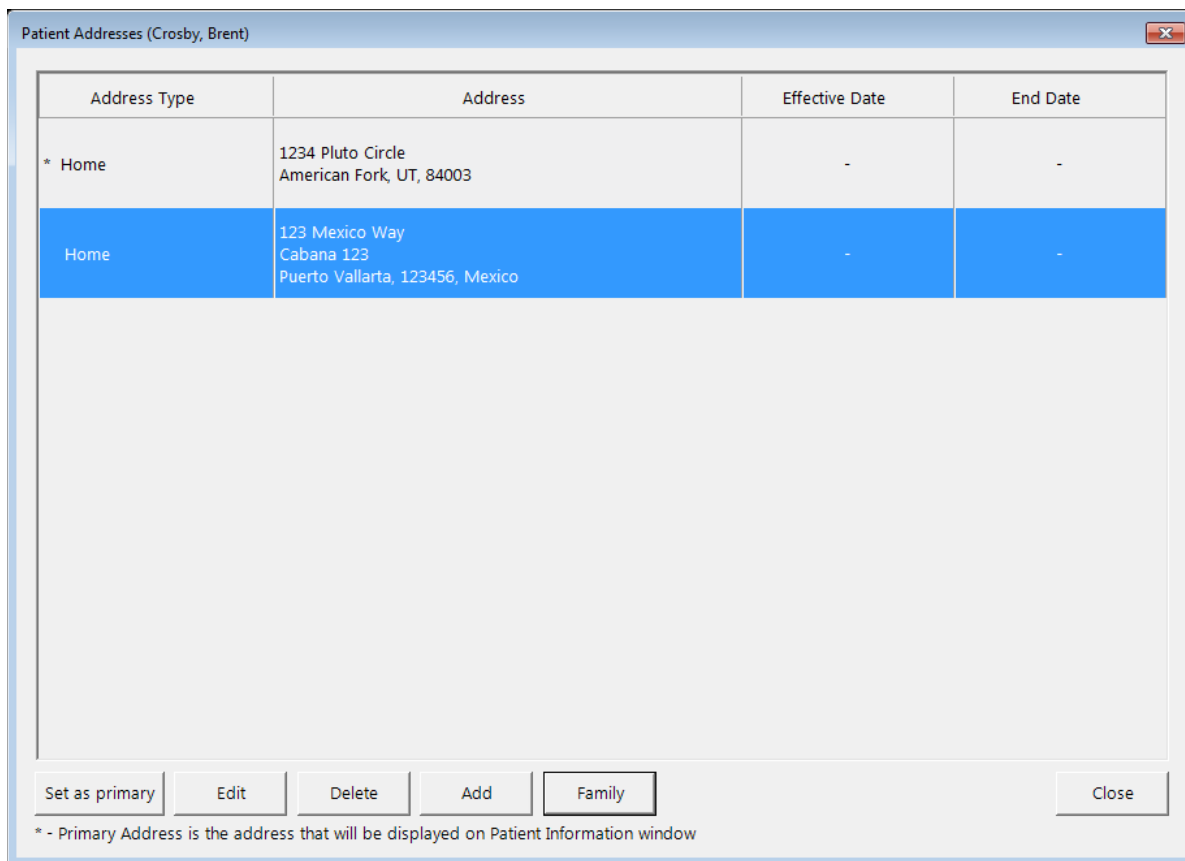 Patient Addresses (Crosby, Brent)
Address Type Address Effective Date End Date
* Home
1234 Pluto Circle
American Fork, UT, 84003
- -
Home
123 Mexico Way
Cabana 123
Puerto Vallarta, 123456, Mexico
- -
Set as primary Edit Delete Add Family Close
* - Primary Address is the address that will be displayed on Patient Information window